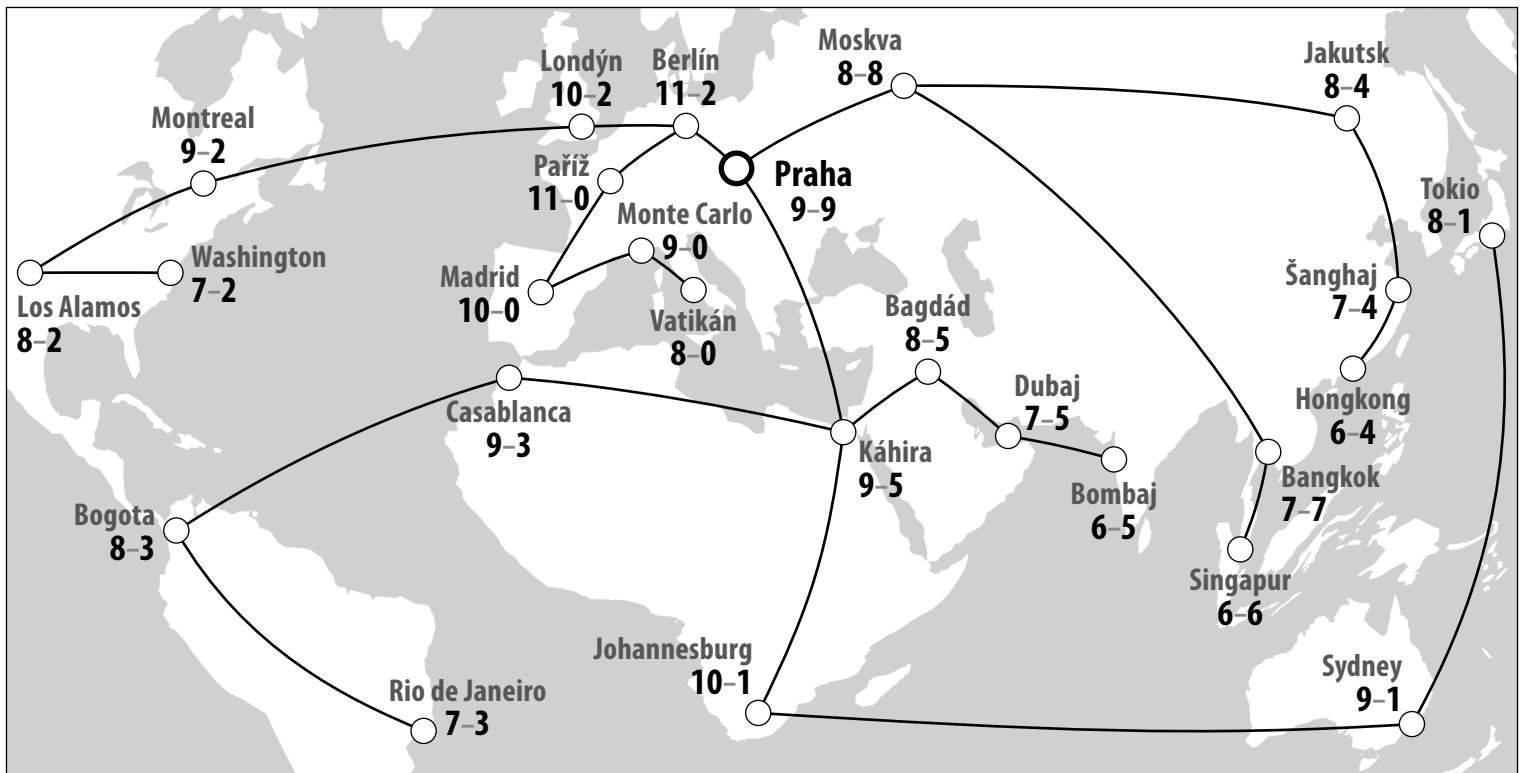 Moskva
8–8
Londýn
10–2
Berlín
11–2
Jakutsk
8–4
Montreal
9–2
Paříž
11–0
Praha
9–9
Tokio
8–1
Monte Carlo
9–0
Washington
7–2
Madrid
10–0
Šanghaj
7–4
Los Alamos
8–2
Vatikán
8–0
Bagdád
8–5
Dubaj
7–5
Casablanca
9–3
Hongkong
6–4
Káhira
9–5
Bangkok
7–7
Bombaj
6–5
Bogota
8–3
Singapur
6–6
Johannesburg
10–1
Sydney
9–1
Rio de Janeiro
7–3